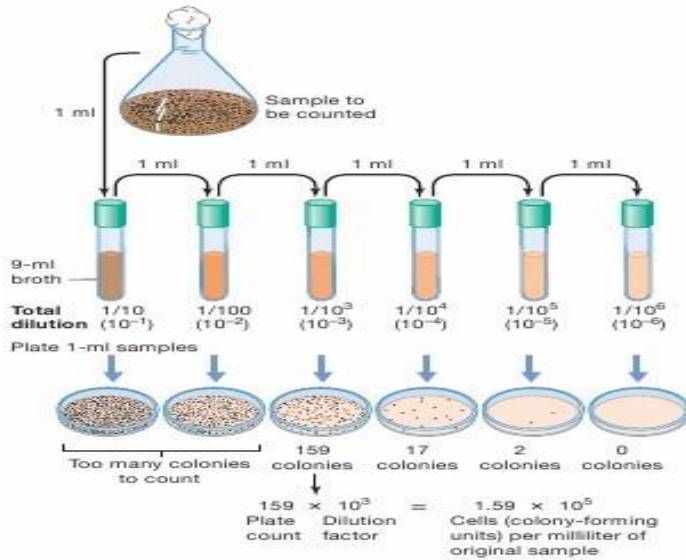 Sample to
be counted
1 ml
1 ml
1 ml
1 ml
1 ml
1 ml
9-ml
broth
Total
dilution
1/10
(10⁻¹)
1/100
(10⁻²)
1/10³
(10⁻³)
1/10⁴
(10⁻⁴)
1/10⁵
(10⁻⁵)
1/10⁶
(10⁻⁶)
Plate 1-ml samples
Too many colonies
to count
159
colonies
17
colonies
2
colonies
0
colonies
159 × 10³ = 1.59 × 10⁵
Plate
count
Dilution
factor
Cells (colony-forming
units) per milliliter of
original sample